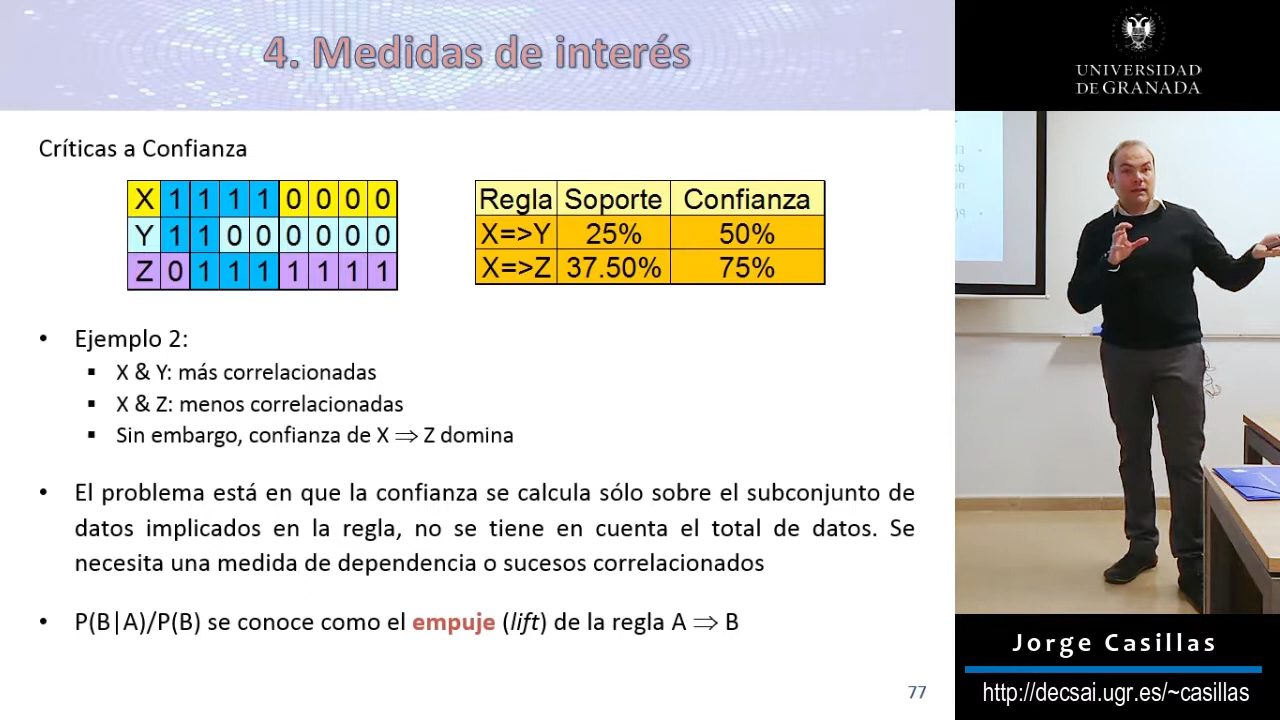 4. Medidas de interés
UNIVERSIDAD
DE GRANADA
Críticas a Confianza
X 1 1 1 1 0 0 0 0
Y 1 1 0 0 0 0 0 0
Z 0 1 1 1 1 1 1 1
Regla Soporte Confianza
X=>Y 25% 50%
X=>Z 37.50% 75%
• Ejemplo 2:
▪ X & Y: más correlacionadas
▪ X & Z: menos correlacionadas
▪ Sin embargo, confianza de X ⇒ Z domina
• El problema está en que la confianza se calcula sólo sobre el subconjunto de
datos implicados en la regla, no se tiene en cuenta el total de datos. Se
necesita una medida de dependencia o sucesos correlacionados
• P(B|A)/P(B) se conoce como el empuje (lift) de la regla A ⇒ B
77
Jorge Casillas
http://decsai.ugr.es/~casillas